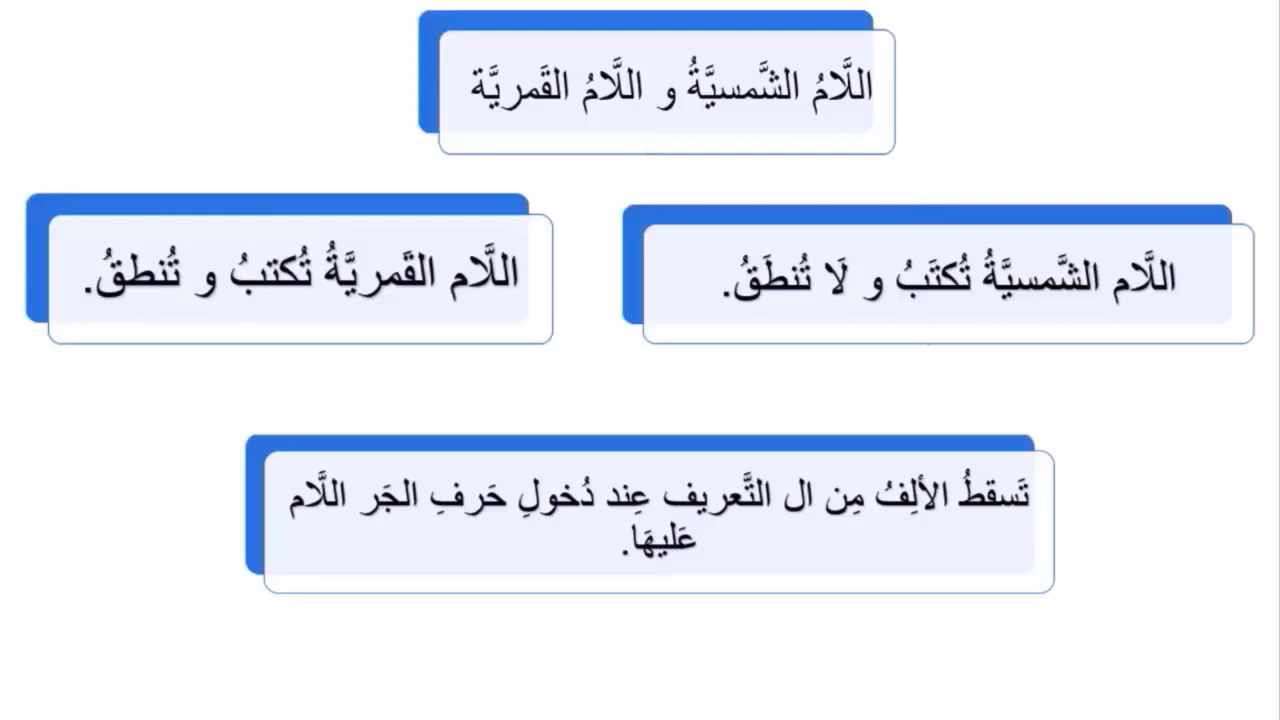 اللَّامُ الشَّمسيَّةُ و اللَّامُ القَمريَّة
اللَّام الشَّمسيَّةُ تُكتَبُ و لَا تُنطَقُ.
اللَّام القَمريَّةُ تُكتبُ و تُنطقُ.
تَسقطُ الألِفُ مِن ال التَّعريف عِند دُخولِ حَرفِ الجَر اللَّام
عَليهَا.